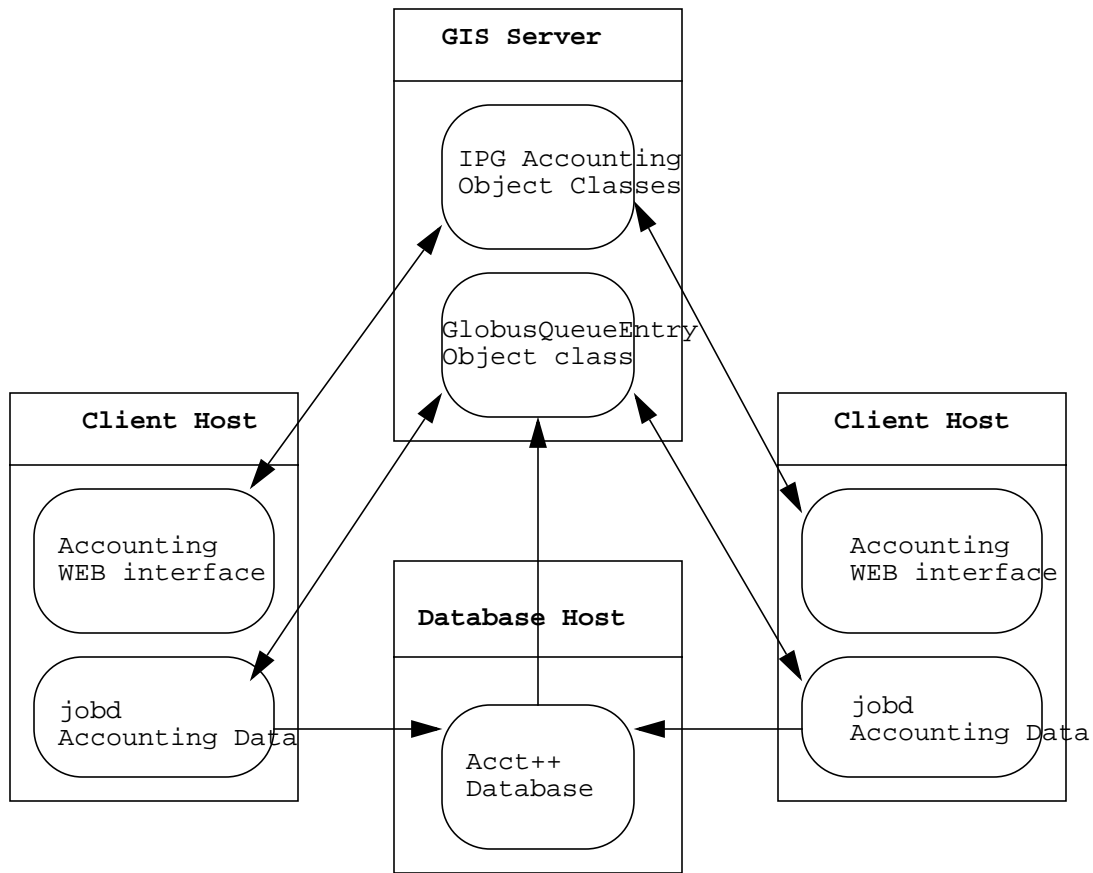 GIS Server
IPG Accounting
Object Classes
GlobusQueueEntry
Object class
Client Host
Accounting
WEB interface
jobd
Accounting Data
Database Host
Acct++
Database
Client Host
Accounting
WEB interface
jobd
Accounting Data